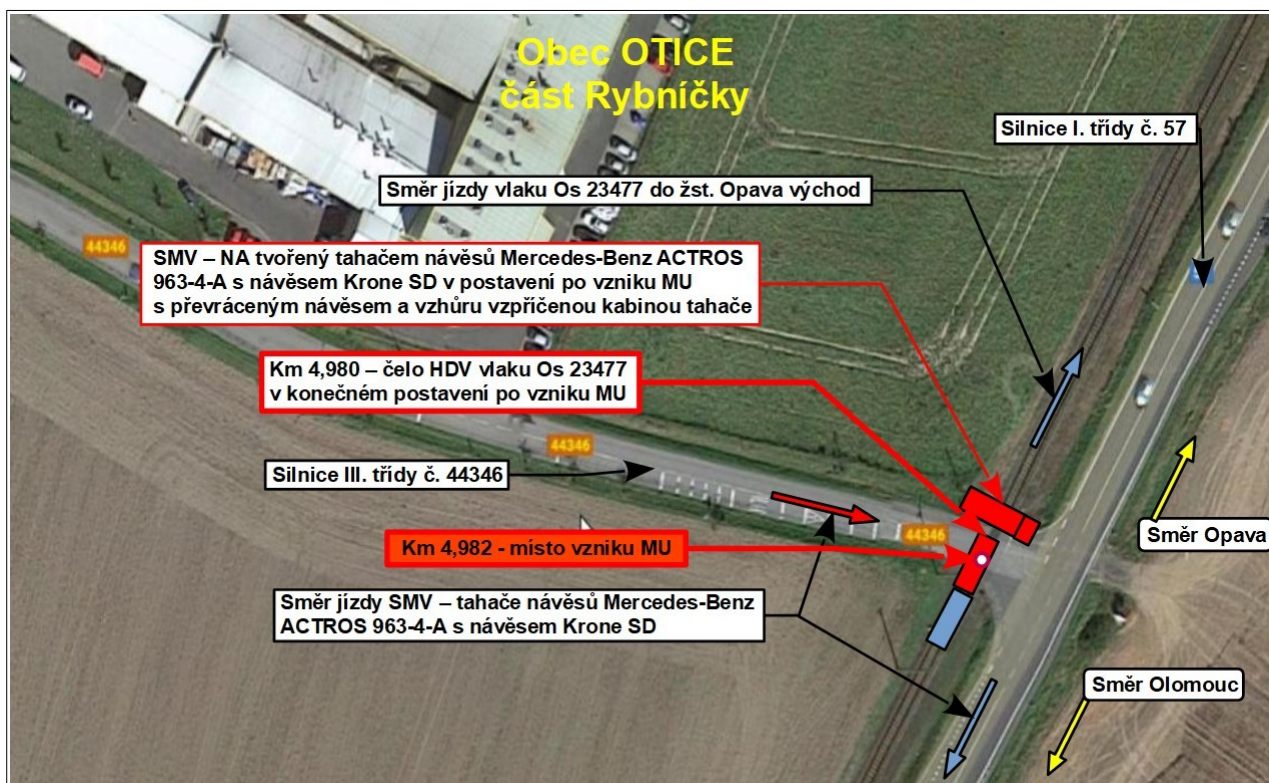 Obec OTICE
část Rybníčky
Silnice I. třídy č. 57
Směr jízdy vlaku Os 23477 do žst. Opava východ
44346
SMV – NA tvořený tahačem návěsů Mercedes-Benz ACTROS
963-4-A s návěsem Krone SD v postavení po vzniku MU
s převráceným návěsem a vzhůru vzpříčenou kabinou tahače
Km 4,980 – čelo HDV vlaku Os 23477
v konečném postavení po vzniku MU
44346
Silnice III. třídy č. 44346
44346
Směr Opava
Km 4,982 - místo vzniku MU
Směr jízdy SMV – tahače návěsů Mercedes-Benz
ACTROS 963-4-A s návěsem Krone SD
Směr Olomouc